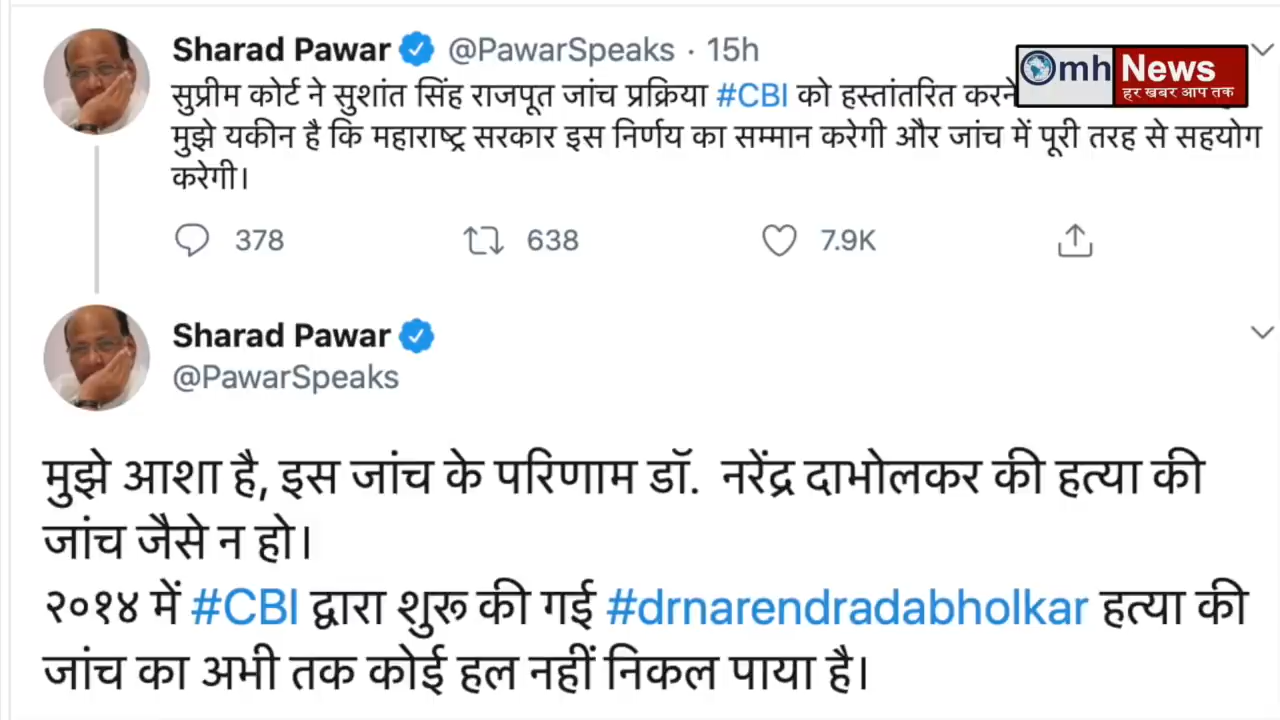 Sharad Pawar @PawarSpeaks · 15h
सुप्रीम कोर्ट ने सुशांत सिंह राजपूत जांच प्रक्रिया #CBI को हस्तांतरित करने
mh News
हर खबर आप तक
मुझे यकीन है कि महाराष्ट्र सरकार इस निर्णय का सम्मान करेगी और जांच में पूरी तरह से सहयोग
करेगी।
378 638 7.9K
Sharad Pawar
@PawarSpeaks
मुझे आशा है, इस जांच के परिणाम डॉ. नरेंद्र दाभोलकर की हत्या की
जांच जैसे न हो।
२०१४ में #CBI द्वारा शुरू की गई #drnarendradabholkar हत्या की
जांच का अभी तक कोई हल नहीं निकल पाया है।